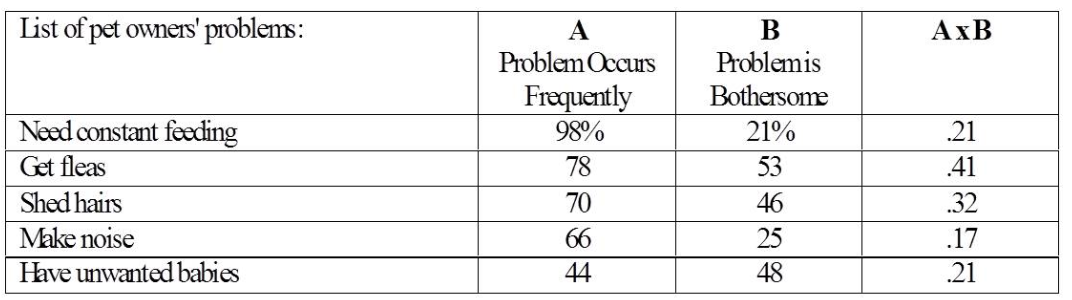 List of pet owners' problems: A B A x B
Problem Occurs Problem is
Frequently Bothersome
Need constant feeding 98% 21% .21
Get fleas 78 53 .41
Shed hairs 70 46 .32
Make noise 66 25 .17
Have unwanted babies 44 48 .21